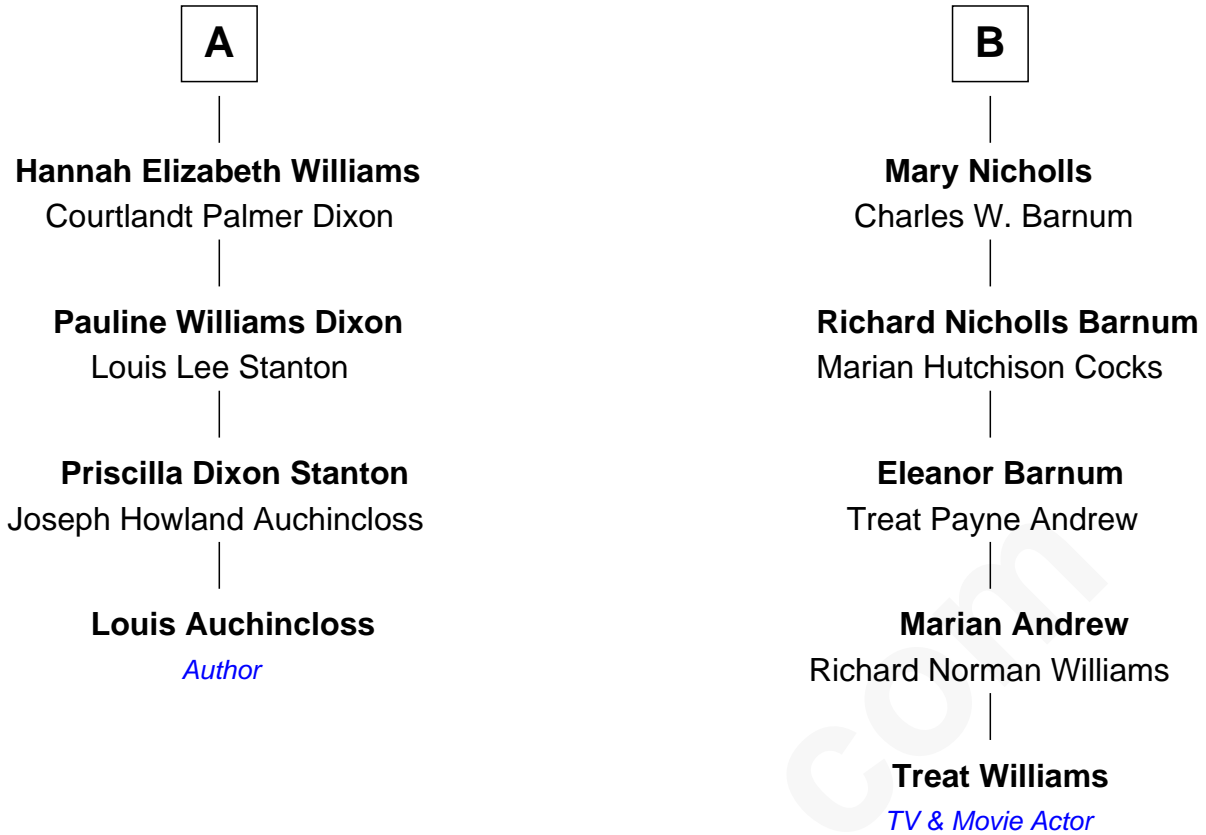 A
Hannah Elizabeth Williams
Courtlandt Palmer Dixon
Pauline Williams Dixon
Louis Lee Stanton
Priscilla Dixon Stanton
Joseph Howland Auchincloss
Louis Auchincloss
Author
B
Mary Nicholls
Charles W. Barnum
Richard Nicholls Barnum
Marian Hutchison Cocks
Eleanor Barnum
Treat Payne Andrew
Marian Andrew
Richard Norman Williams
Treat Williams
TV & Movie Actor
com